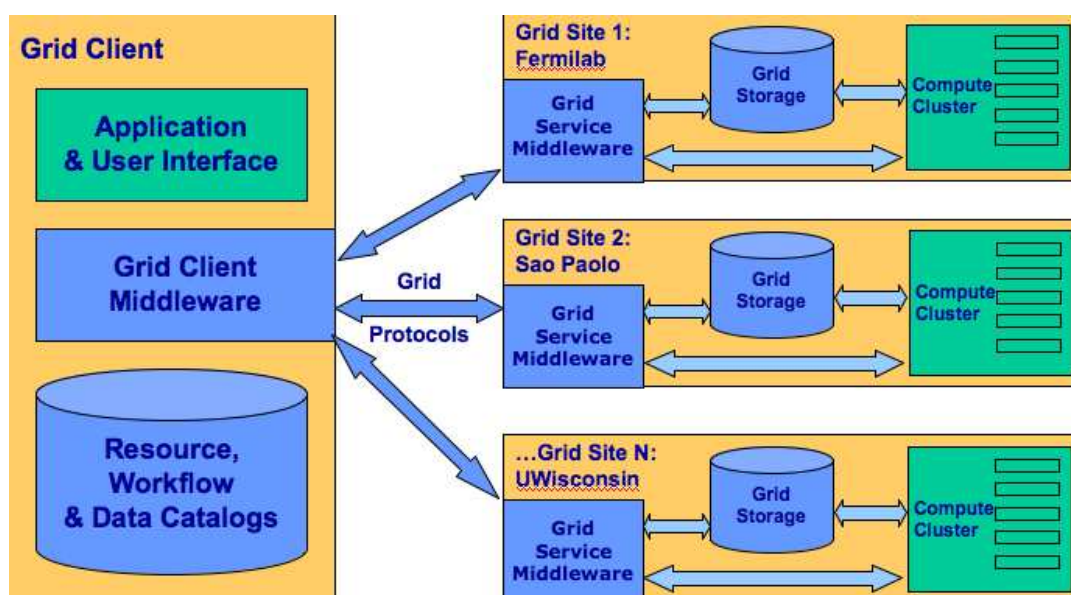 Grid Client
Application
& User Interface
Grid Client
Middleware
Resource,
Workflow
& Data Catalogs
Grid
Protocols
Grid Site 1:
Fermilab
Grid
Service
Middleware
Grid
Storage
Compute
Cluster
Grid Site 2:
Sao Paolo
Grid
Service
Middleware
Grid
Storage
Compute
Cluster
...Grid Site N:
UWisconsin
Grid
Service
Middleware
Grid
Storage
Compute
Cluster